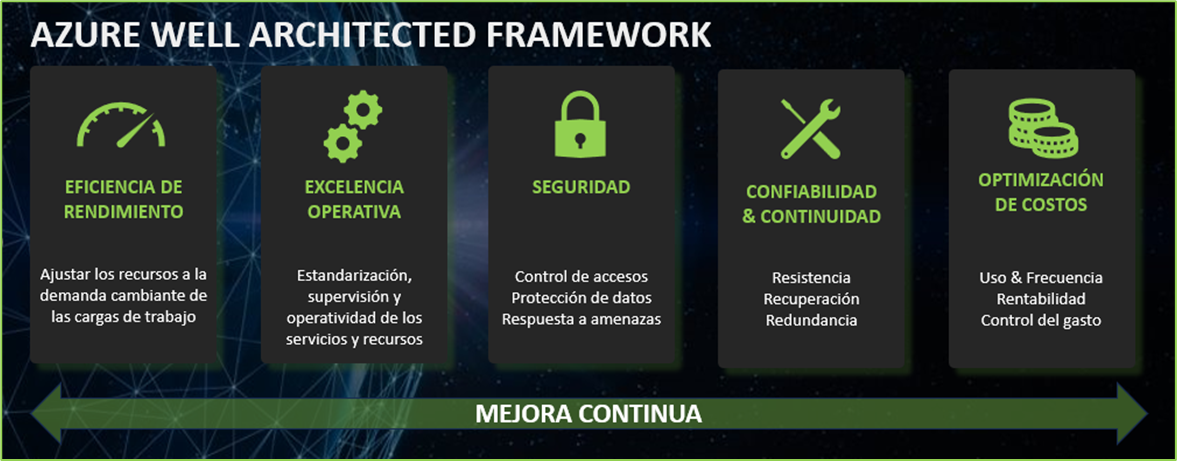 AZURE WELL ARCHITECTED FRAMEWORK
EFICIENCIA DE
RENDIMIENTO
Ajustar los recursos a la
demanda cambiante de
las cargas de trabajo
EXCELENCIA
OPERATIVA
Estandarización,
supervisión y
operatividad de los
servicios y recursos
SEGURIDAD
Control de accesos
Protección de datos
Respuesta a amenazas
CONFIABILIDAD
& CONTINUIDAD
Resistencia
Recuperación
Redundancia
OPTIMIZACIÓN
DE COSTOS
Uso & Frecuencia
Rentabilidad
Control del gasto
MEJORA CONTINUA